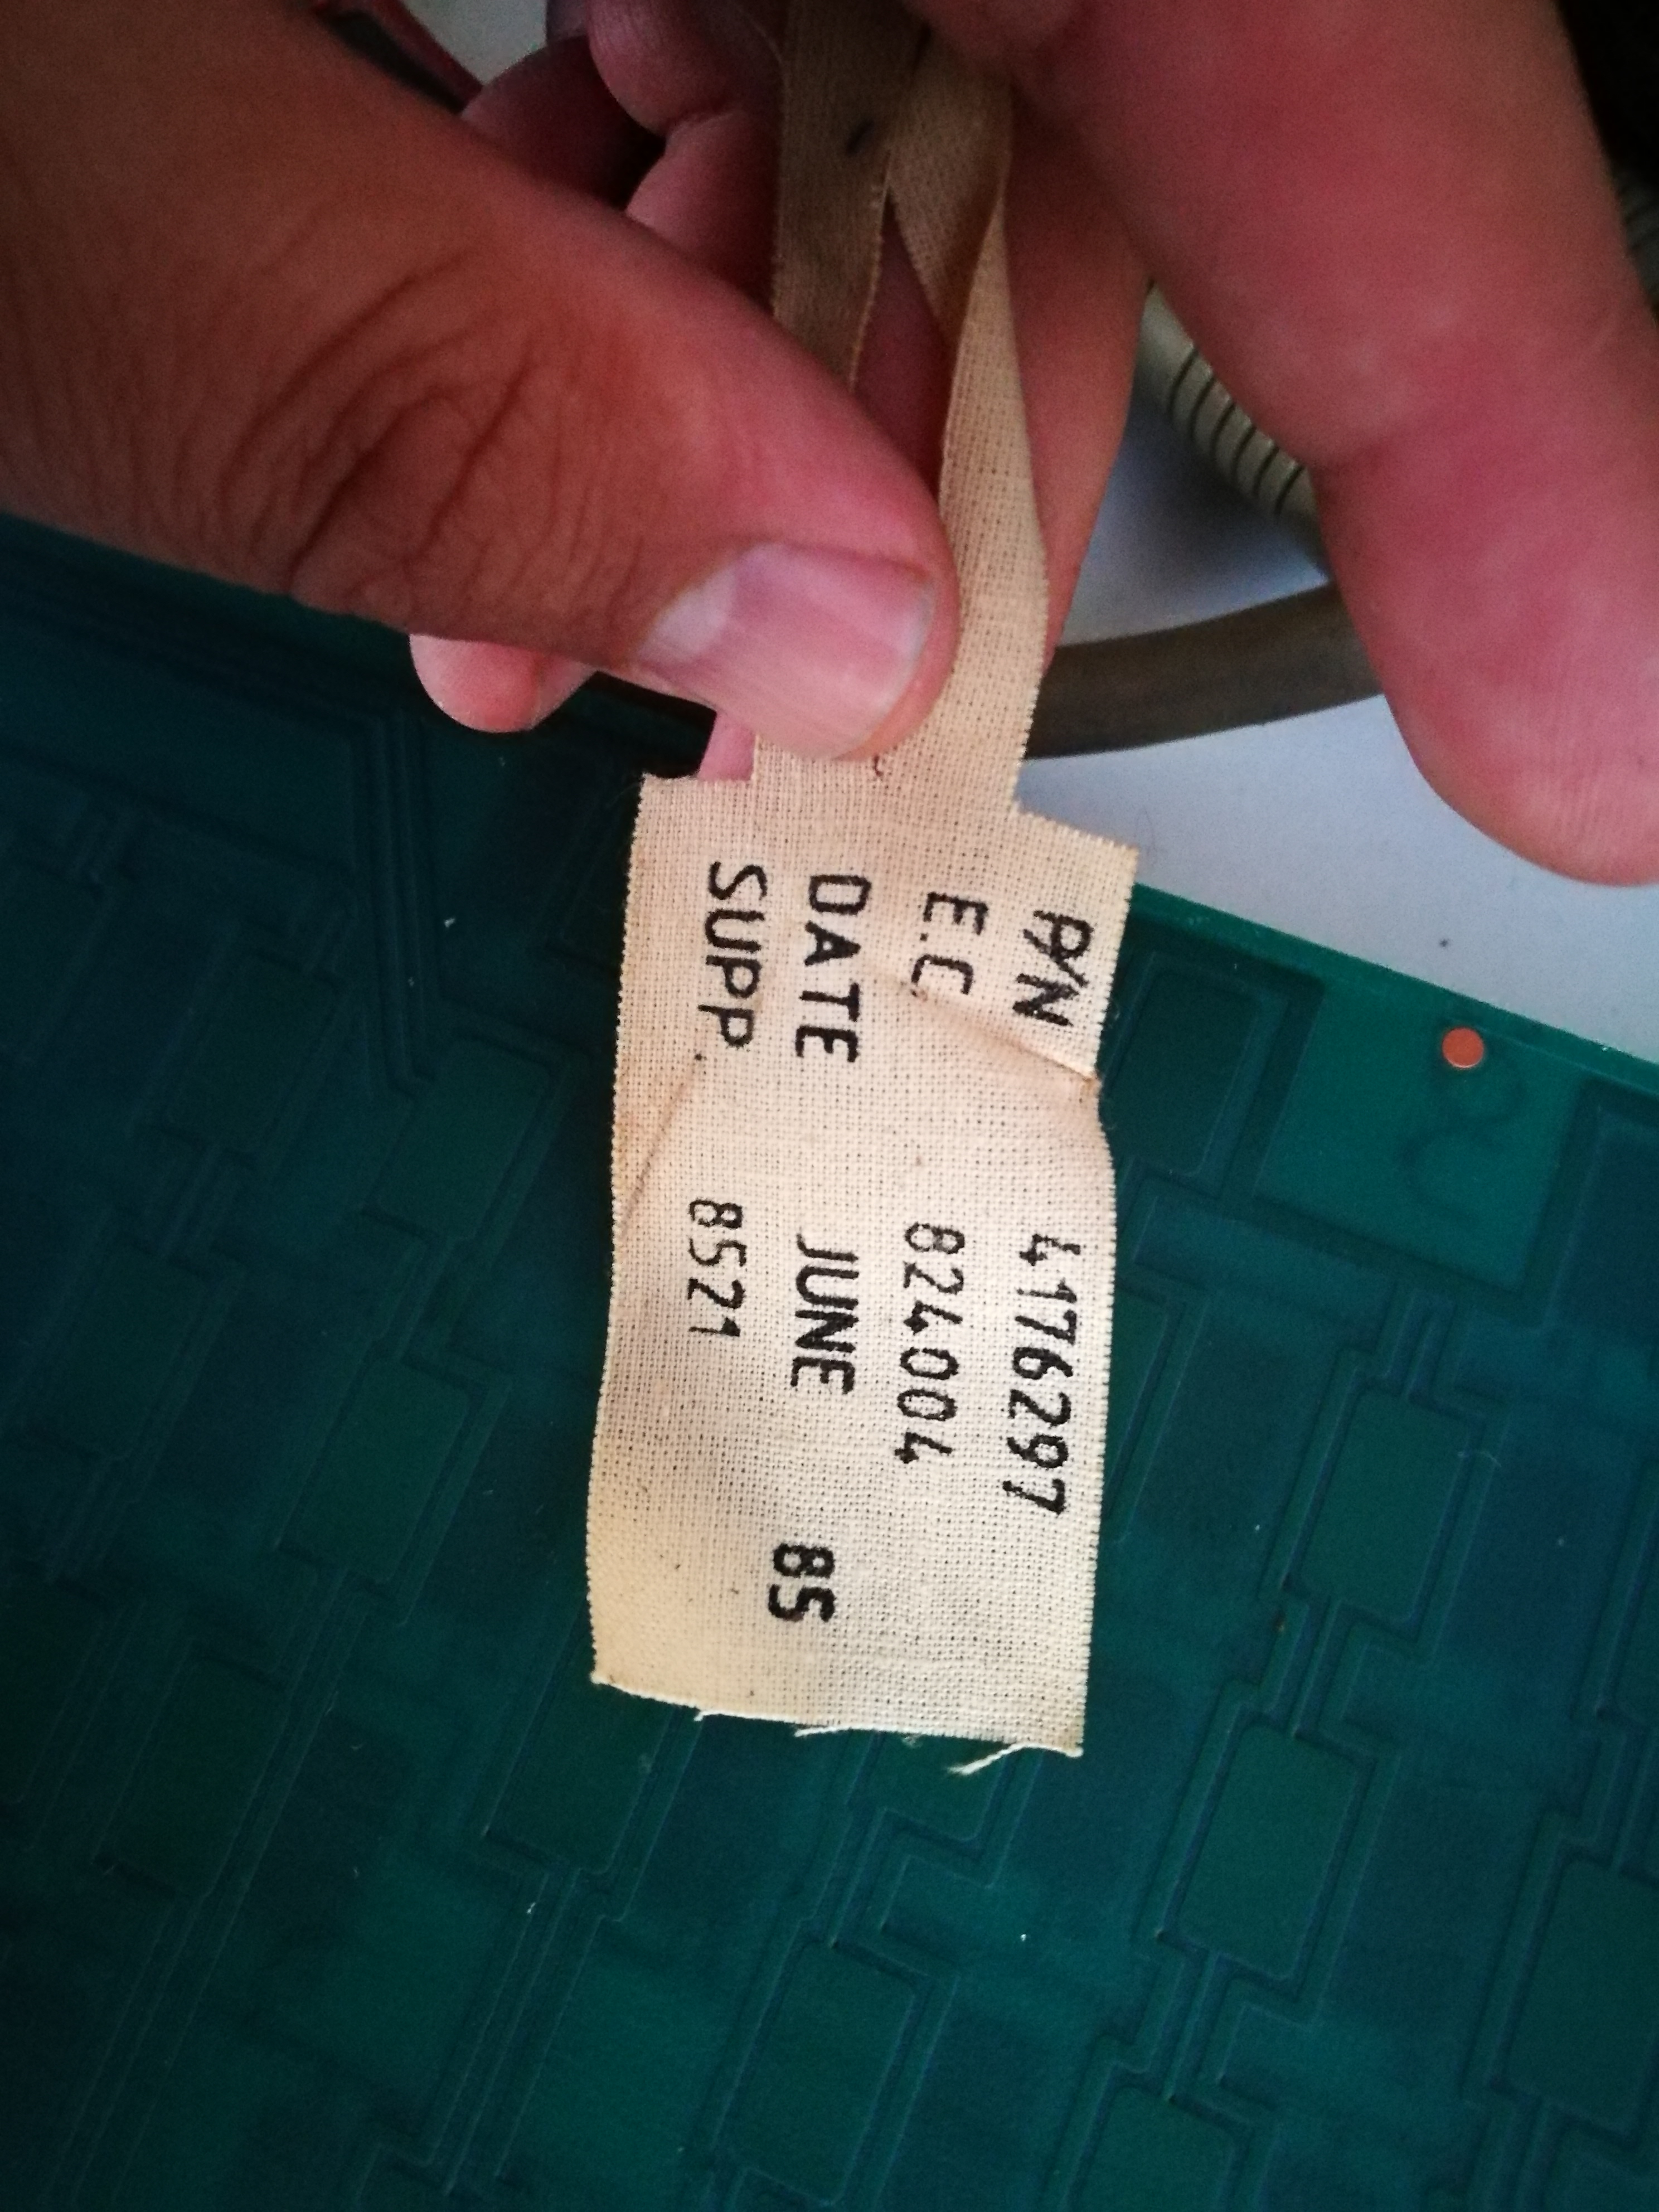 P/N 4176297
E.C 824004
DATE JUNE 85
SUPP. 8521